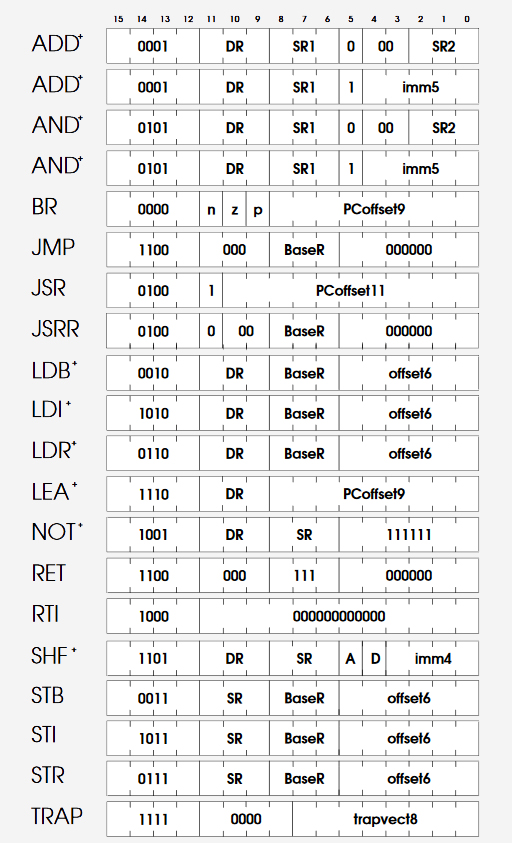 15 14 13 12 11 10 9 8 7 6 5 4 3 2 1 0
ADD+ 0001 DR SR1 0 00 SR2
ADD+ 0001 DR SR1 1 imm5
AND+ 0101 DR SR1 0 00 SR2
AND+ 0101 DR SR1 1 imm5
BR 0000 n z p PCoffset9
JMP 1100 000 BaseR 000000
JSR 0100 1 PCoffset11
JSRR 0100 0 00 BaseR 000000
LDB+ 0010 DR BaseR offset6
LDI+ 1010 DR BaseR offset6
LDR+ 0110 DR BaseR offset6
LEA+ 1110 DR PCoffset9
NOT+ 1001 DR SR 111111
RET 1100 000 111 000000
RTI 1000 000000000000
SHF+ 1101 DR SR A D imm4
STB 0011 SR BaseR offset6
STI 1011 SR BaseR offset6
STR 0111 SR BaseR offset6
TRAP 1111 0000 trapvect8